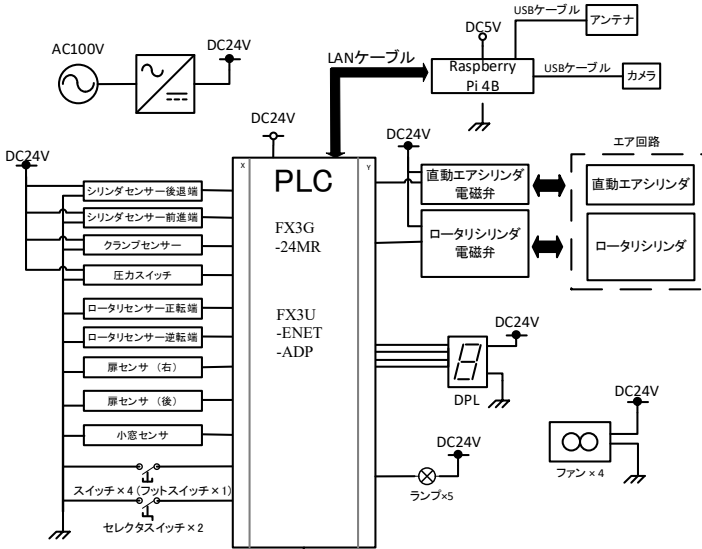 AC100V
DC24V
DC24V
DC24V
シリンダセンサー後退端
シリンダセンサー前進端
クランプセンサー
圧力スイッチ
ロータリセンサー正転端
ロータリセンサー逆転端
扉センサ（右）
扉センサ（後）
小窓センサ
スイッチ×4 (フットスイッチ×1)
セレクタスイッチ×2
X
Y
PLC
FX3G
-24MR
FX3U
-ENET
-ADP
LANケーブル
DC5V
Raspberry
Pi 4B
USBケーブル
アンテナ
USBケーブル
カメラ
DC24V
直動エアシリンダ
電磁弁
ロータリシリンダ
電磁弁
エア回路
直動エアシリンダ
ロータリシリンダ
DC24V
DPL
DC24V
ランプ×5
DC24V
ファン×4